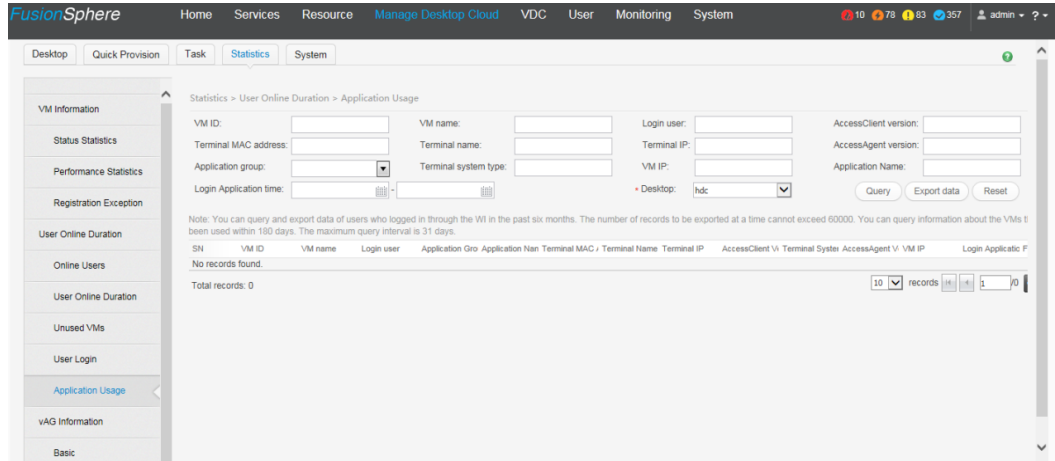 FusionSphere Home Services Resource Manage Desktop Cloud VDC User Monitoring System 10 78 83 357 admin ?
Desktop Quick Provision Task Statistics System ?
Statistics > User Online Duration > Application Usage
VM Information
Status Statistics
Performance Statistics
Registration Exception
User Online Duration
Online Users
User Online Duration
Unused VMs
User Login
Application Usage
vAG Information
Basic
VM ID: VM name: Login user: AccessClient version:
Terminal MAC address: Terminal name: Terminal IP: AccessAgent version:
Application group: Terminal system type: VM IP: Application Name:
Login Application time: - * Desktop: hdc Query Export data Reset
Note: You can query and export data of users who logged in through the WI in the past six months. The number of records to be exported at a time cannot exceed 60000. You can query information about the VMs
been used within 180 days. The maximum query interval is 31 days.
SN VM ID VM name Login user Application Gro Application Nan Terminal MAC Terminal Name Terminal IP AccessClient Terminal Syste AccessAgent VM IP Login Applicatic F
No records found.
Total records: 0 10 records 1 /0